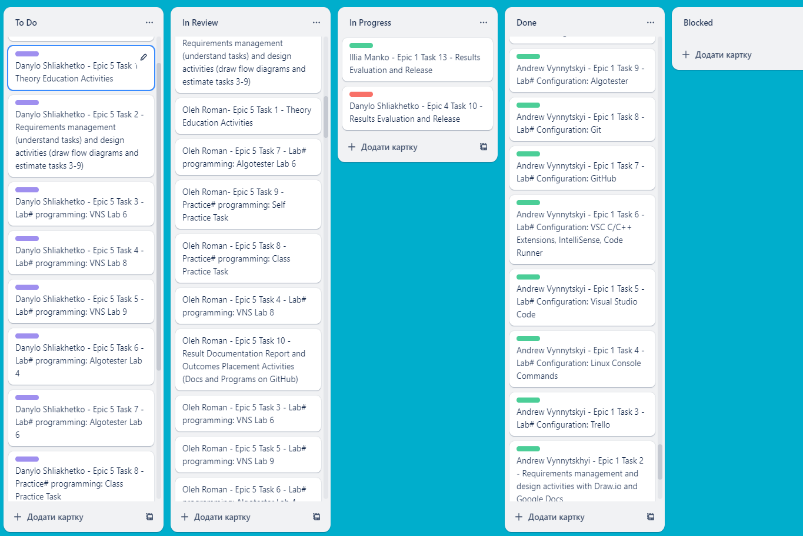 To Do
Danylo Shliakhetko - Epic 5 Task
Theory Education Activities
Danylo Shliakhetko - Epic 5 Task 2 -
Requirements management
(understand tasks) and design
activities (draw flow diagrams and
estimate tasks 3-9)
Danylo Shliakhetko - Epic 5 Task 3 -
Lab# programming: VNS Lab 6
Danylo Shliakhetko - Epic 5 Task 4 -
Lab# programming: VNS Lab 8
Danylo Shliakhetko - Epic 5 Task 5 -
Lab# programming: VNS Lab 9
Danylo Shliakhetko - Epic 5 Task 6 -
Lab# programming: Algotester Lab
4
Danylo Shliakhetko - Epic 5 Task 7 -
Lab# programming: Algotester Lab
6
Danylo Shliakhetko - Epic 5 Task 8 -
Practice# programming: Class
Practice Task
Додати картку
In Review
Requirements management
(understand tasks) and design
activities (draw flow diagrams and
estimate tasks 3-9)
Oleh Roman- Epic 5 Task 1 - Theory
Education Activities
Oleh Roman - Epic 5 Task 7 - Lab#
programming: Algotester Lab 6
Oleh Roman- Epic 5 Task 9 -
Practice# programming: Self
Practice Task
Oleh Roman - Epic 5 Task 8 -
Practice# programming: Class
Practice Task
Oleh Roman - Epic 5 Task 4 - Lab#
programming: VNS Lab 8
Oleh Roman - Epic 5 Task 10 -
Result Documentation Report and
Outcomes Placement Activities
(Docs and Programs on GitHub)
Oleh Roman - Epic 5 Task 3 - Lab#
programming: VNS Lab 6
Oleh Roman - Epic 5 Task 5 - Lab#
programming: VNS Lab 9
Oleh Roman - Epic 5 Task 6 - Lab#
Додати картку
In Progress
Illia Manko - Epic 1 Task 13 - Results
Evaluation and Release
Danylo Shliakhetko - Epic 4 Task 10 -
Results Evaluation and Release
Додати картку
Done
Andrew Vynnytskyi - Epic 1 Task 9 -
Lab# Configuration: Algotester
Andrew Vynnytskyi - Epic 1 Task 8 -
Lab# Configuration: Git
Andrew Vynnytskyi - Epic 1 Task 7 -
Lab# Configuration: GitHub
Andrew Vynnytskyi - Epic 1 Task 6 -
Lab# Configuration: VSC C/C++
Extensions, IntelliSense, Code
Runner
Andrew Vynnytskyi - Epic 1 Task 5 -
Lab# Configuration: Visual Studio
Code
Andrew Vynnytskyi - Epic 1 Task 4 -
Lab# Configuration: Linux Console
Commands
Andrew Vynnytskyi - Epic 1 Task 3 -
Lab# Configuration: Trello
Andrew Vynnytskhyi - Epic 1 Task 2
- Requirements management and
design activities with Draw.io and
Google Docs
Додати картку
Blocked
Додати картку